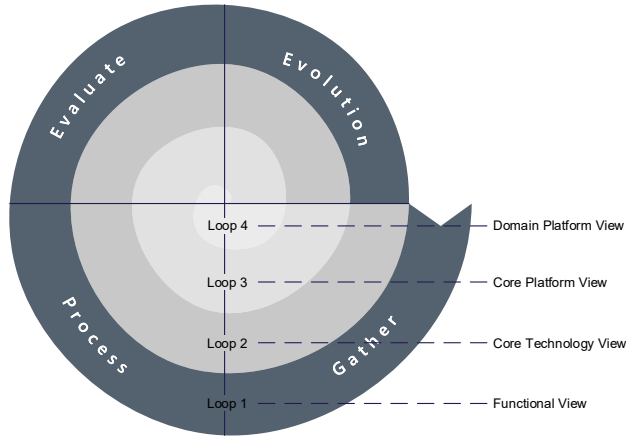 Evaluate
Evolution
Loop 4
Domain Platform View
Loop 3
Core Platform View
Process
Gather
Loop 2
Core Technology View
Loop 1
Functional View